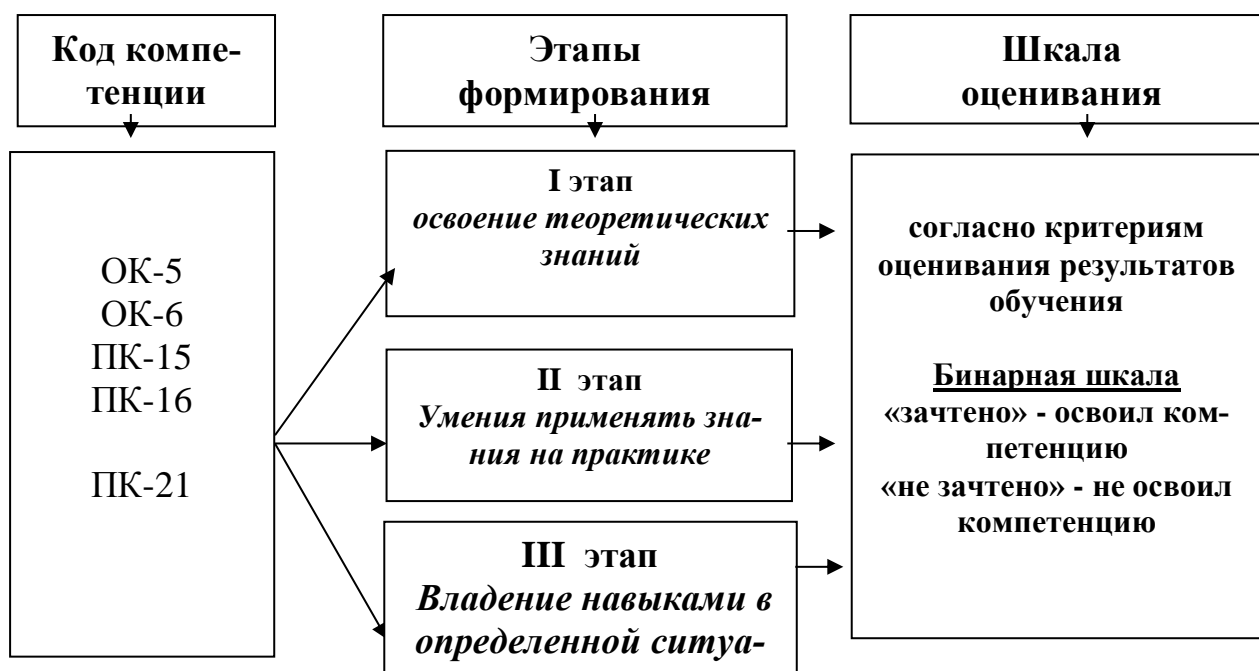 Код компе-
тенции
Этапы
формирования
Шкала
оценивания
ОК-5
ОК-6
ПК-15
ПК-16
ПК-21
I этап
освоение теоретических
знаний
II этап
Умения применять зна-
ния на практике
III этап
Владение навыками в
определенной ситуа-
согласно критериям
оценивания результатов
обучения
Бинарная шкала
«зачтено» - освоил ком-
петенцию
«не зачтено» - не освоил
компетенцию